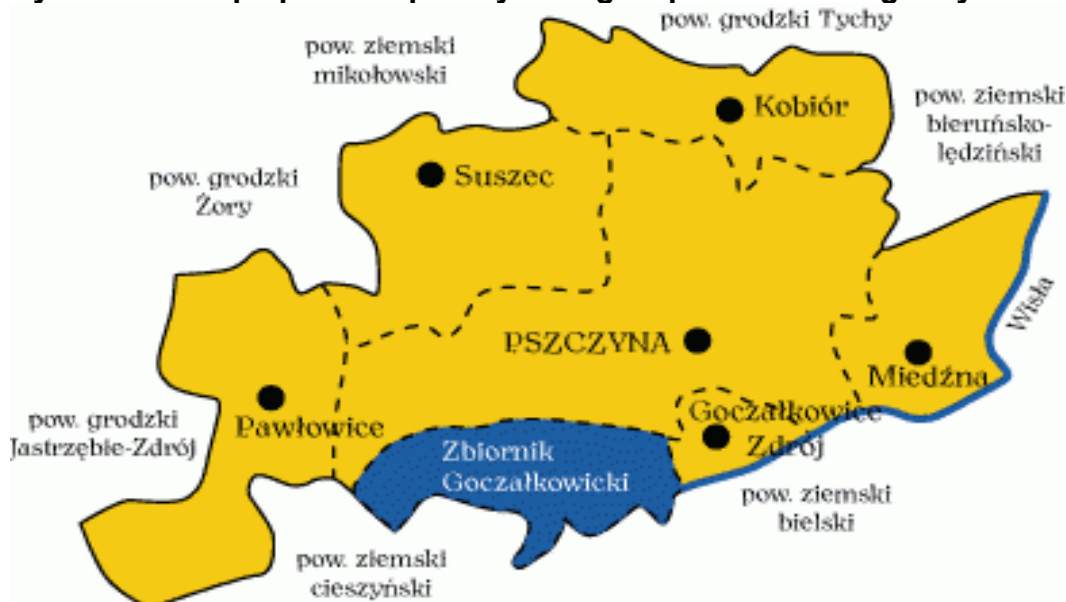 pow. grodzki Tychy
pow. ziemski
mikołowski
Kobiór
pow. ziemski
bieruńsko-
lędziński
Suszec
pow. grodzki
Żory
Wisła
PSZCZYNA
Miedźna
Pawłowice
pow. grodzki
Jastrzębie-Zdrój
Goczałkowice
Zdrój
Zbiornik
Goczałkowicki
pow. ziemski
bielski
pow. ziemski
cieszyński